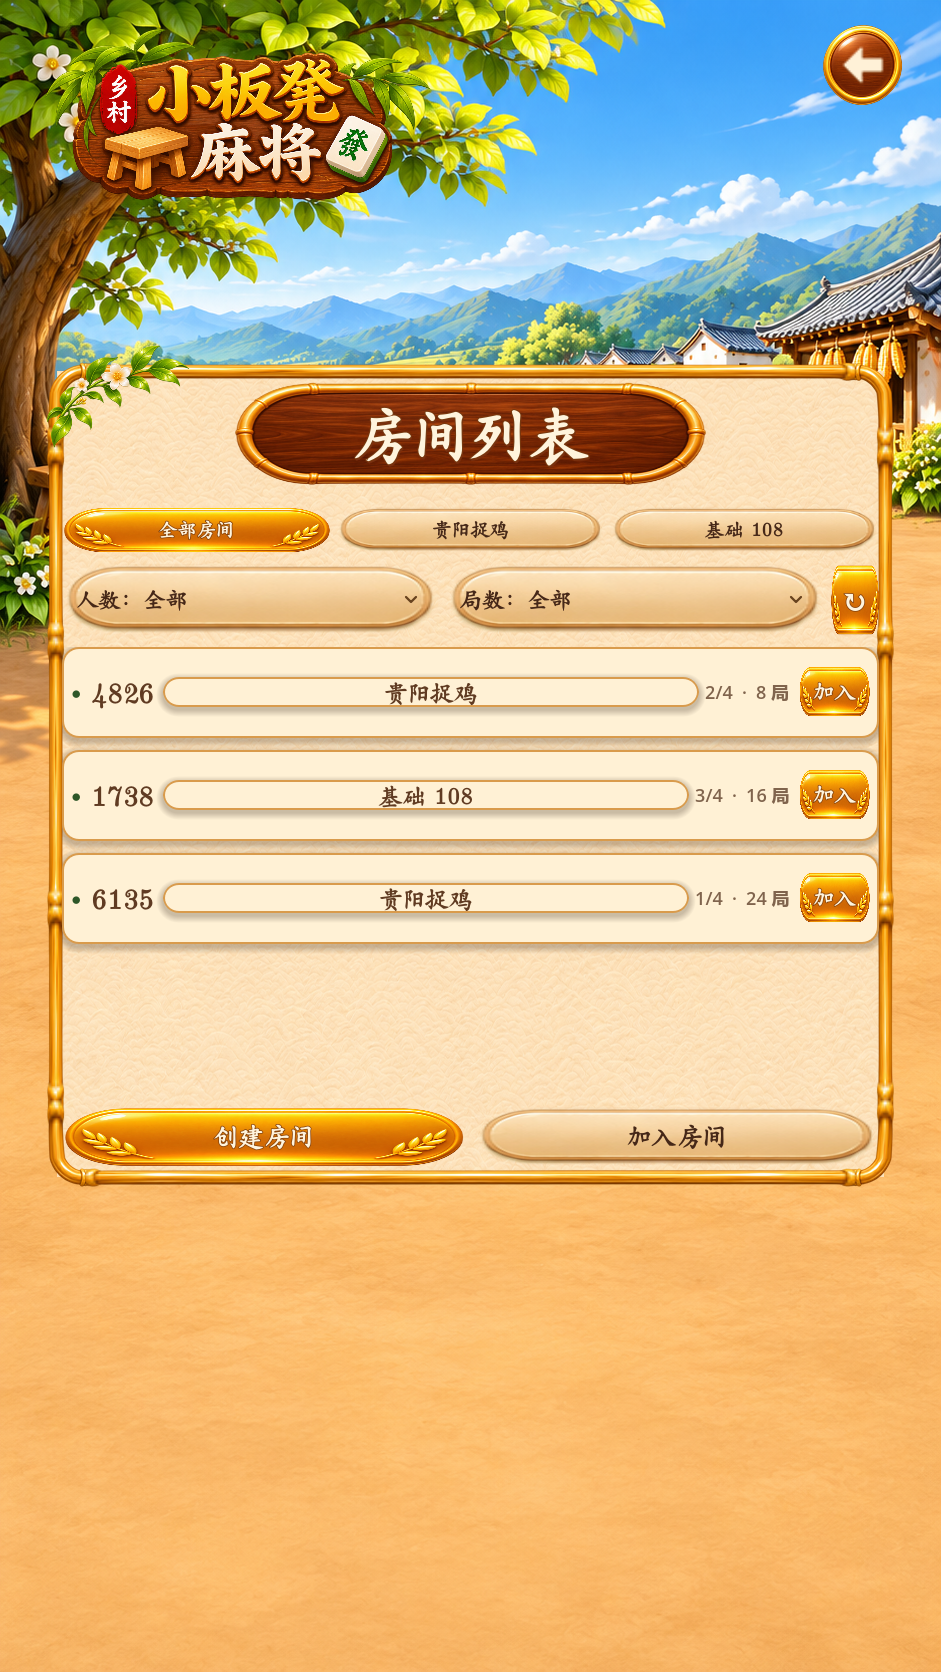 乡村
小板凳
麻将
發
房间列表
全部房间 贵阳捉鸡 基础 108
人数：全部 局数：全部
4826 贵阳捉鸡 2/4 · 8 局 加入
1738 基础 108 3/4 · 16 局 加入
6135 贵阳捉鸡 1/4 · 24 局 加入
创建房间 加入房间